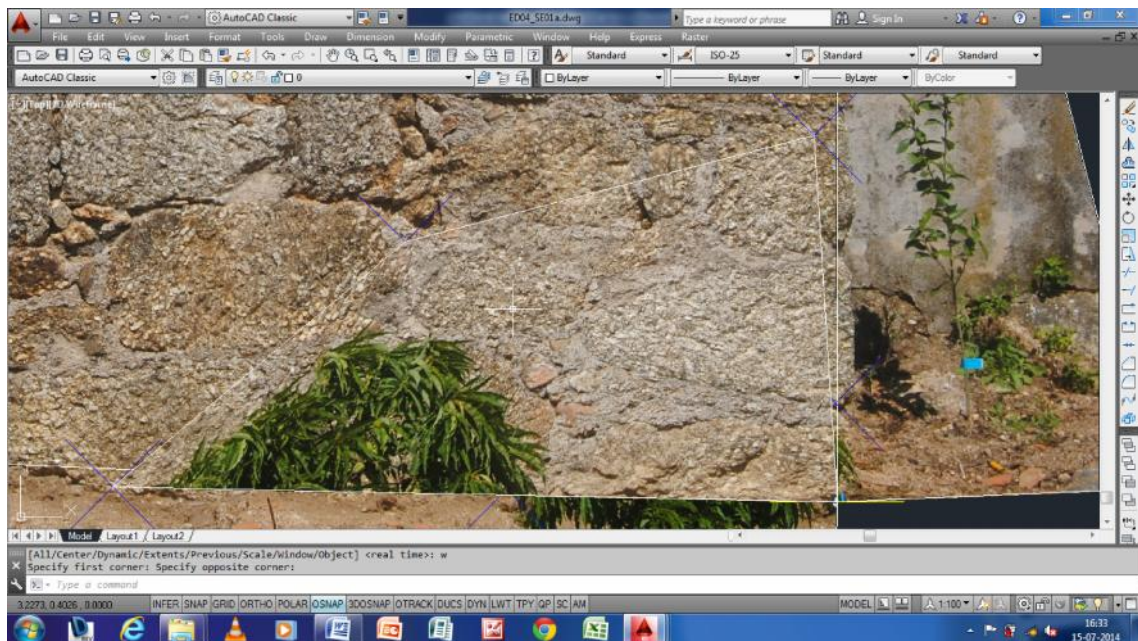 AutoCAD Classic
ED04_SE01a.dwg
Type a keyword or phrase
Sign In
File Edit View Insert Format Tools Draw Dimension Modify Parametric Window Help Express Raster
Standard ISO-25 Standard Standard
AutoCAD Classic 0 ByLayer ByLayer ByLayer ByColor
[-][Top][2D Wireframe]
X
Model Layout1 Layout2
[All/Center/Dynamic/Extents/Previous/Scale/Window/Object] <real time>: w
Specify first corner: Specify opposite corner:
Type a command
3.2273, 0.4026, 0.0000 INFER SNAP GRID ORTHO POLAR OSNAP 3DOSNAP OTRACK DUCS DYN LWT TPY QP SC AM MODEL 1:100
16:33
15-07-2014